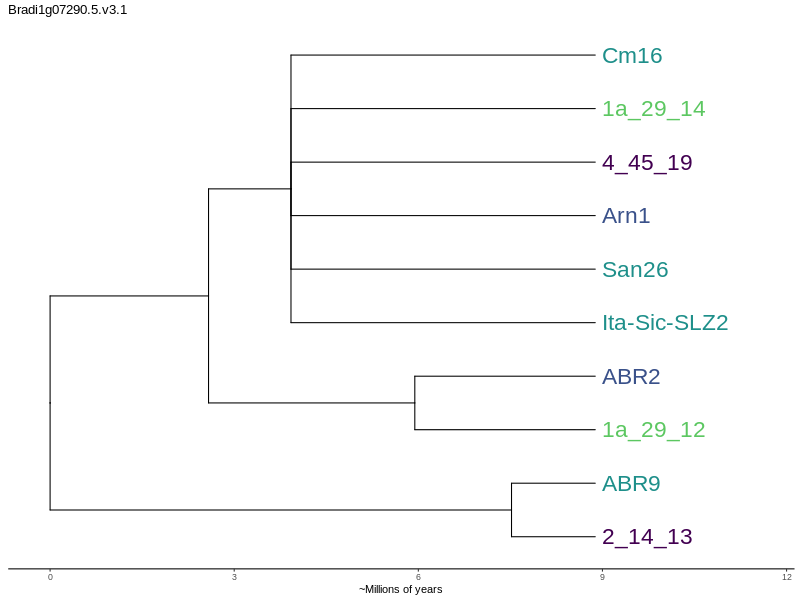 Bradi1g07290.5.v3.1
Cm16
1a_29_14
4_45_19
Arn1
San26
Ita-Sic-SLZ2
ABR2
1a_29_12
ABR9
2_14_13
0 3 6 9 12
~Millions of years